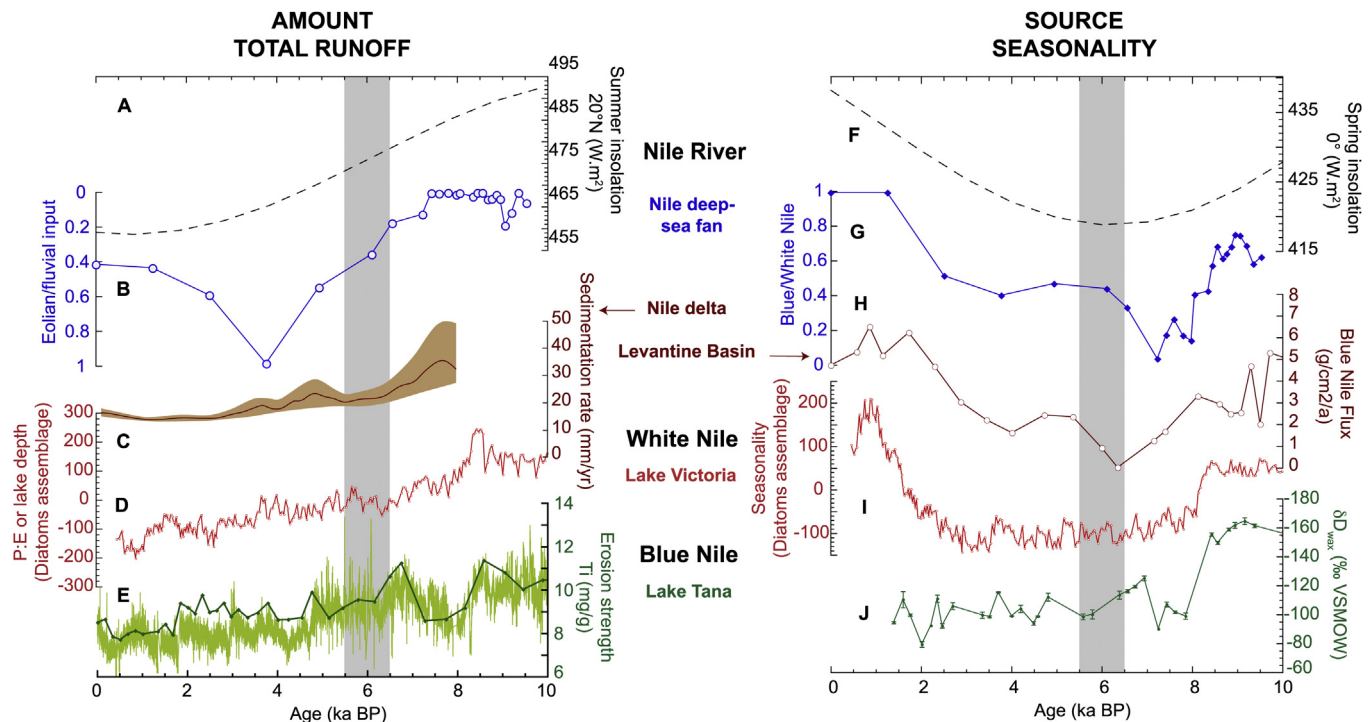 AMOUNT
TOTAL RUNOFF
SOURCE
SEASONALITY
A
495
485
475
465
455
Summer insolation
20°N (W.m²)
Eolian/fluvial input
0
0.2
0.4
0.6
0.8
1
B
50
40
30
20
10
0
Sedimentation rate (mm/yr)
C
P:E or lake depth
(Diatoms assemblage)
300
200
100
0
-100
-200
-300
D
14
12
10
8
6
Erosion strength
Ti (mg/g)
E
0
2
4
6
8
10
Age (ka BP)
Nile River
Nile deep-
sea fan
Nile delta
Levantine Basin
White Nile
Lake Victoria
Blue Nile
Lake Tana
F
435
425
415
Spring insolation
0° (W.m²)
G
Blue/White Nile
1
0.8
0.6
0.4
0.2
0
H
8
7
6
5
4
3
2
1
0
Blue Nile Flux
(g/cm2/a)
Seasonality
(Diatoms assemblage)
200
100
0
-100
I
-180
-160
-140
-120
-100
-80
-60
δDwax (‰ VSMOW)
J
0
2
4
6
8
10
Age (ka BP)